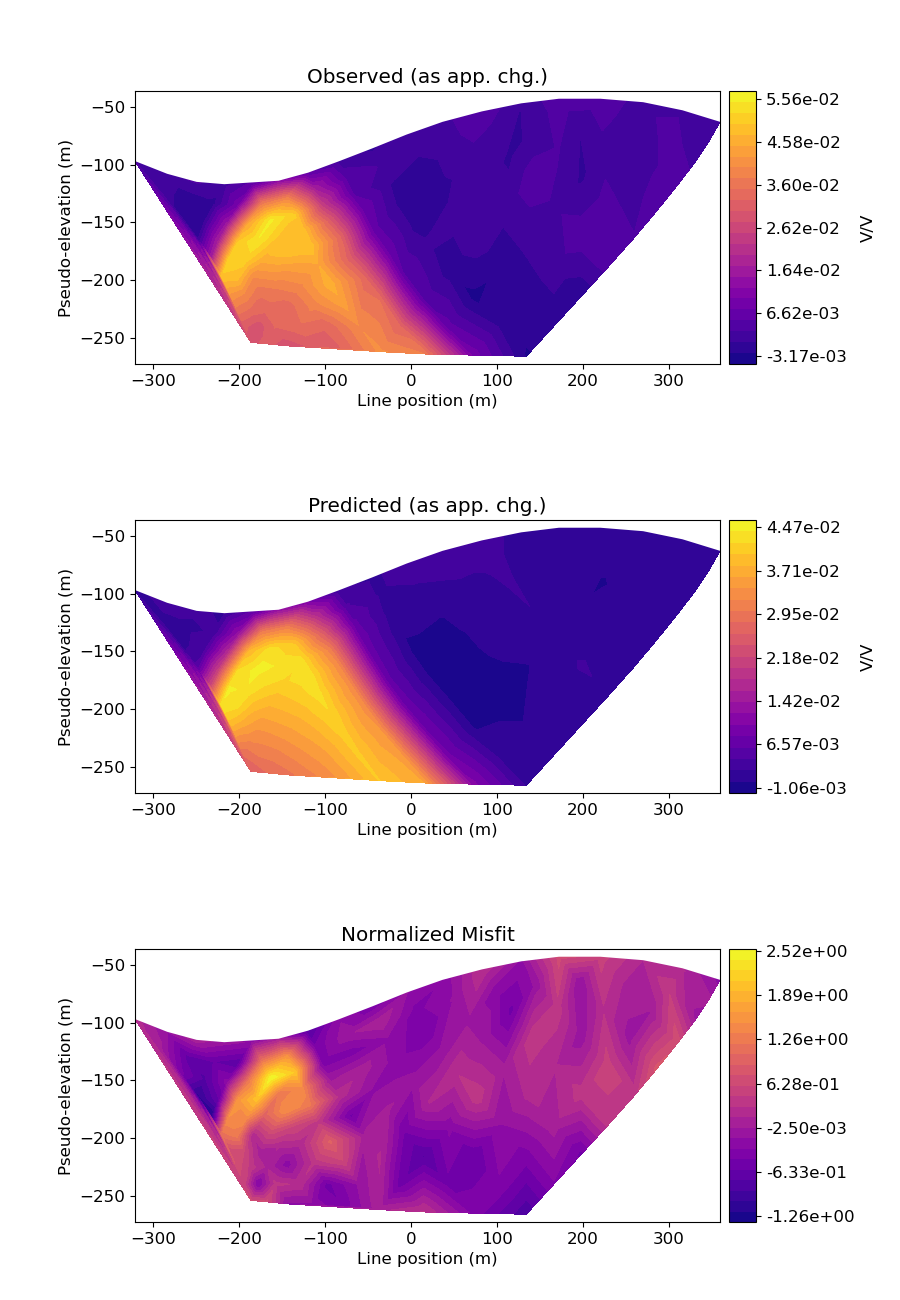 Observed (as app. chg.)
Pseudo-elevation (m)
−50
−100
−150
−200
−250
−300
−200
−100
0
100
200
300
Line position (m)
5.56e-02
4.58e-02
3.60e-02
2.62e-02
1.64e-02
6.62e-03
-3.17e-03
V/V
Predicted (as app. chg.)
Pseudo-elevation (m)
−50
−100
−150
−200
−250
−300
−200
−100
0
100
200
300
Line position (m)
4.47e-02
3.71e-02
2.95e-02
2.18e-02
1.42e-02
6.57e-03
-1.06e-03
V/V
Normalized Misfit
Pseudo-elevation (m)
−50
−100
−150
−200
−250
−300
−200
−100
0
100
200
300
Line position (m)
2.52e+00
1.89e+00
1.26e+00
6.28e-01
-2.50e-03
-6.33e-01
-1.26e+00